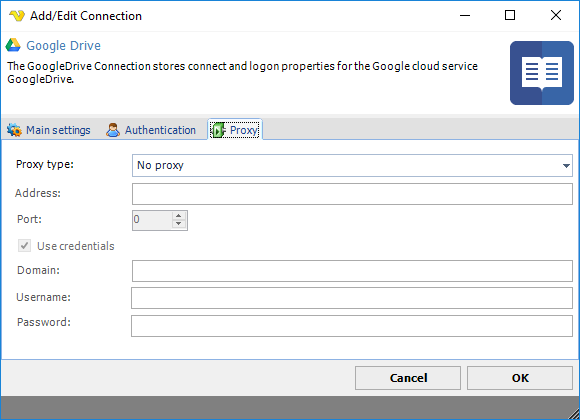 Add/Edit Connection
Google Drive
The GoogleDrive Connection stores connect and logon properties for the Google cloud service
GoogleDrive.
Main settings Authentication Proxy
Proxy type: No proxy
Address:
Port: 0
Use credentials
Domain:
Username:
Password:
Cancel OK